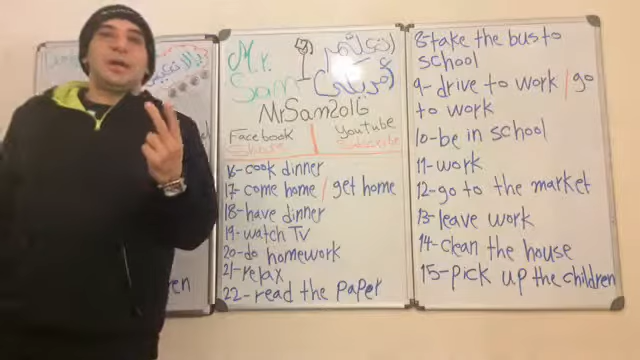 Mr.
Sam
اتعلم
أمريكي
MrSam2016
Facebook
Share
YouTube
Subscribe
16-cook dinner
17-come home / get home
18-have dinner
19-watch TV
20-do homework
21-relax
22-read the paper
8-take the bus to
school
9-drive to work / go
to work
10-be in school
11-work
12-go to the market
13-leave work
14-clean the house
15-pick up the children